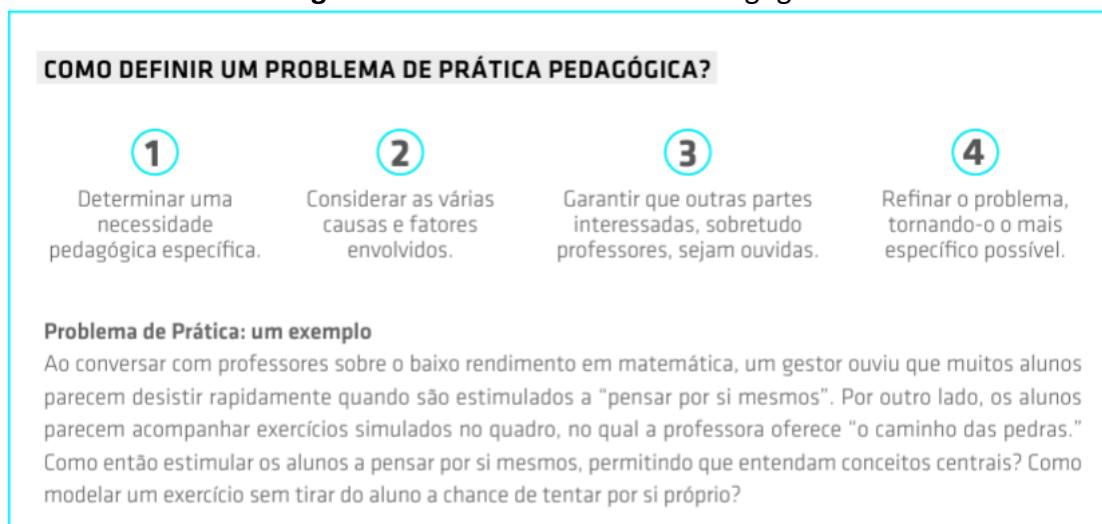 COMO DEFINIR UM PROBLEMA DE PRÁTICA PEDAGÓGICA?
1
Determinar uma
necessidade
pedagógica específica.
2
Considerar as várias
causas e fatores
envolvidos.
3
Garantir que outras partes
interessadas, sobretudo
professores, sejam ouvidas.
4
Refinar o problema,
tornando-o o mais
específico possível.
Problema de Prática: um exemplo
Ao conversar com professores sobre o baixo rendimento em matemática, um gestor ouviu que muitos alunos
parecem desistir rapidamente quando são estimulados a “pensar por si mesmos”. Por outro lado, os alunos
parecem acompanhar exercícios simulados no quadro, no qual a professora oferece “o caminho das pedras.”
Como então estimular os alunos a pensar por si mesmos, permitindo que entendam conceitos centrais? Como
modelar um exercício sem tirar do aluno a chance de tentar por si próprio?